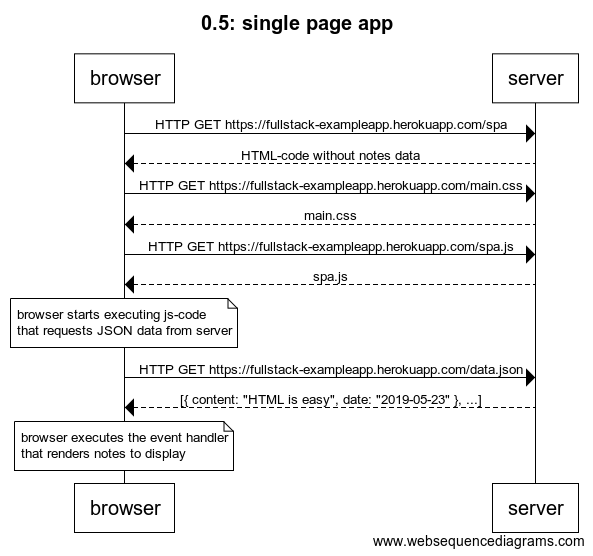 0.5: single page app
browser
server
HTTP GET https://fullstack-exampleapp.herokuapp.com/spa
HTML-code without notes data
HTTP GET https://fullstack-exampleapp.herokuapp.com/main.css
main.css
HTTP GET https://fullstack-exampleapp.herokuapp.com/spa.js
spa.js
browser starts executing js-code
that requests JSON data from server
HTTP GET https://fullstack-exampleapp.herokuapp.com/data.json
[{ content: "HTML is easy", date: "2019-05-23" }, ...]
browser executes the event handler
that renders notes to display
browser
server
www.websequencediagrams.com